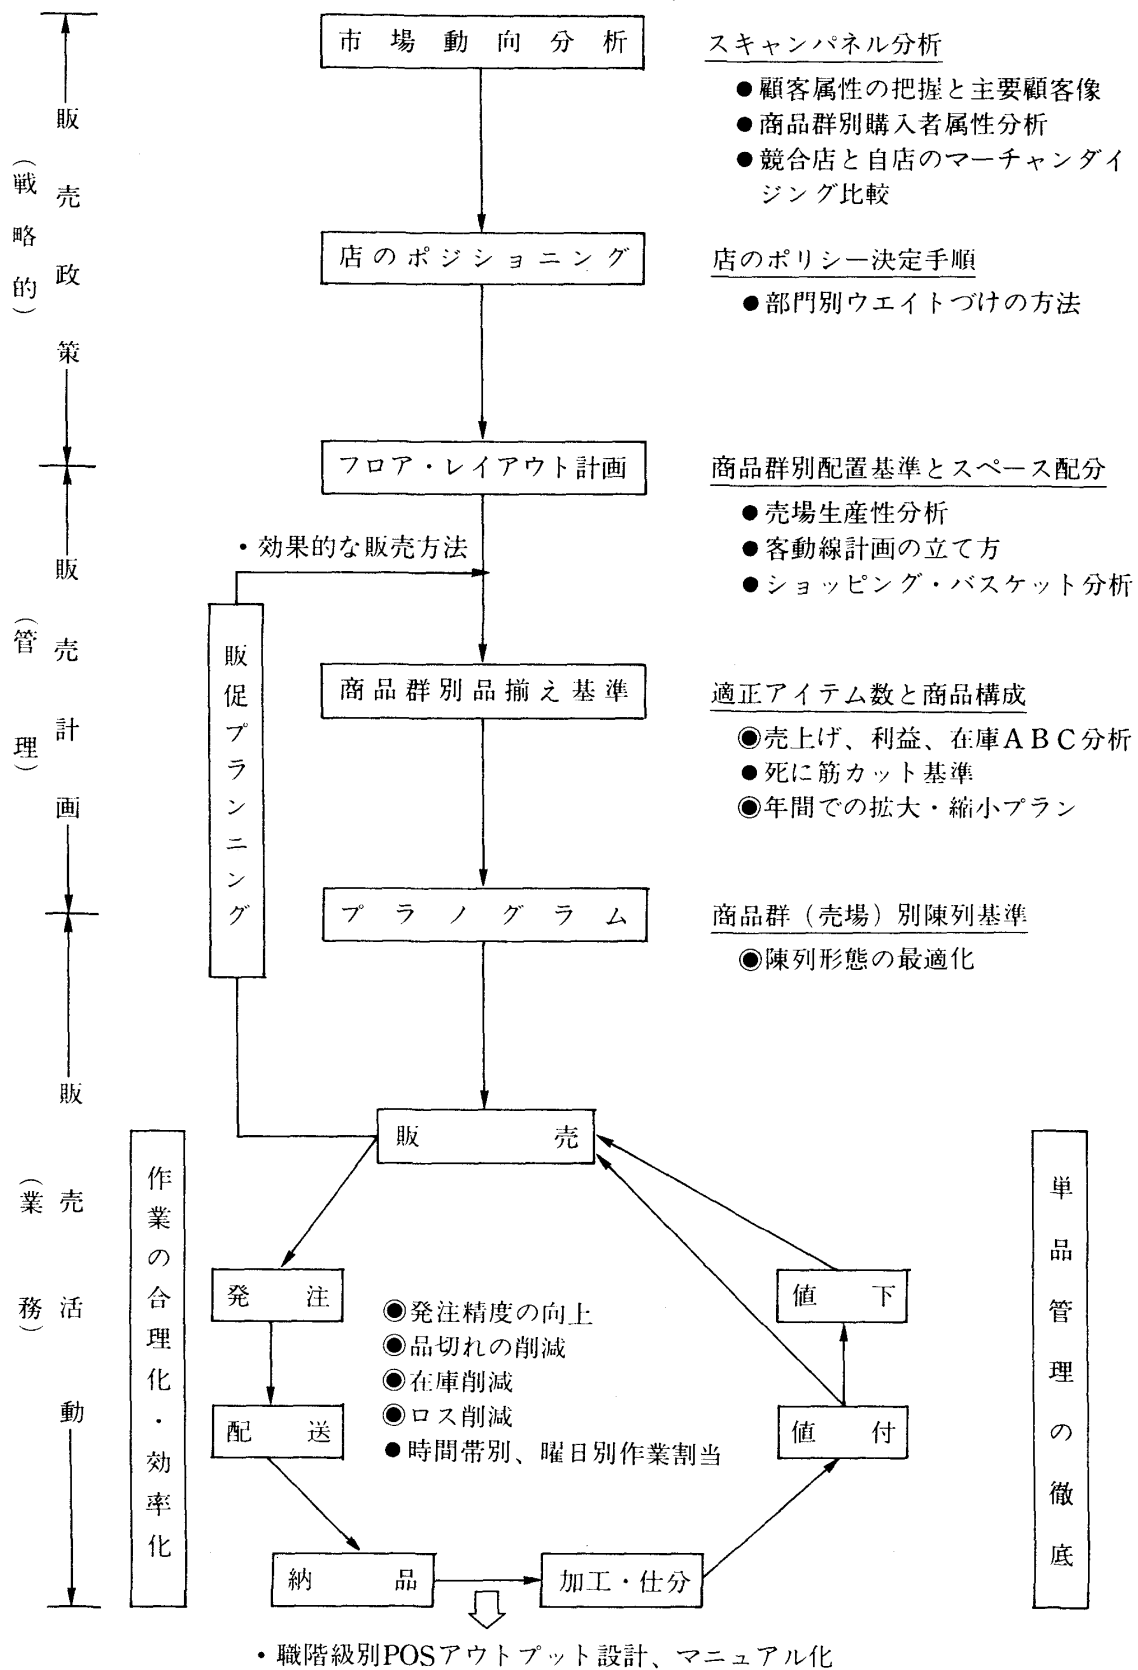 市場動向分析
スキャンパネル分析
●顧客属性の把握と主要顧客像
●商品群別購入者属性分析
●競合店と自店のマーチャンダイ
ジング比較
販売政策
(戦略的)
店のポジショニング
店のポリシー決定手順
●部門別ウエイトづけの方法
フロア・レイアウト計画
商品群別配置基準とスペース配分
●売場生産性分析
●客動線計画の立て方
●ショッピング・バスケット分析
・効果的な販売方法
販売計画
(管理)
販促プランニング
商品群別品揃え基準
適正アイテム数と商品構成
◉売上げ、利益、在庫ABC分析
●死に筋カット基準
◉年間での拡大・縮小プラン
プラノグラム
商品群(売場)別陳列基準
◉陳列形態の最適化
販売活動
(業務)
販売
作業の合理化・効率化
単品管理の徹底
発注
値下
◉発注精度の向上
◉品切れの削減
◉在庫削減
◉ロス削減
●時間帯別、曜日別作業割当
配送
値付
納品
加工・仕分
・職階級別POSアウトプット設計、マニュアル化